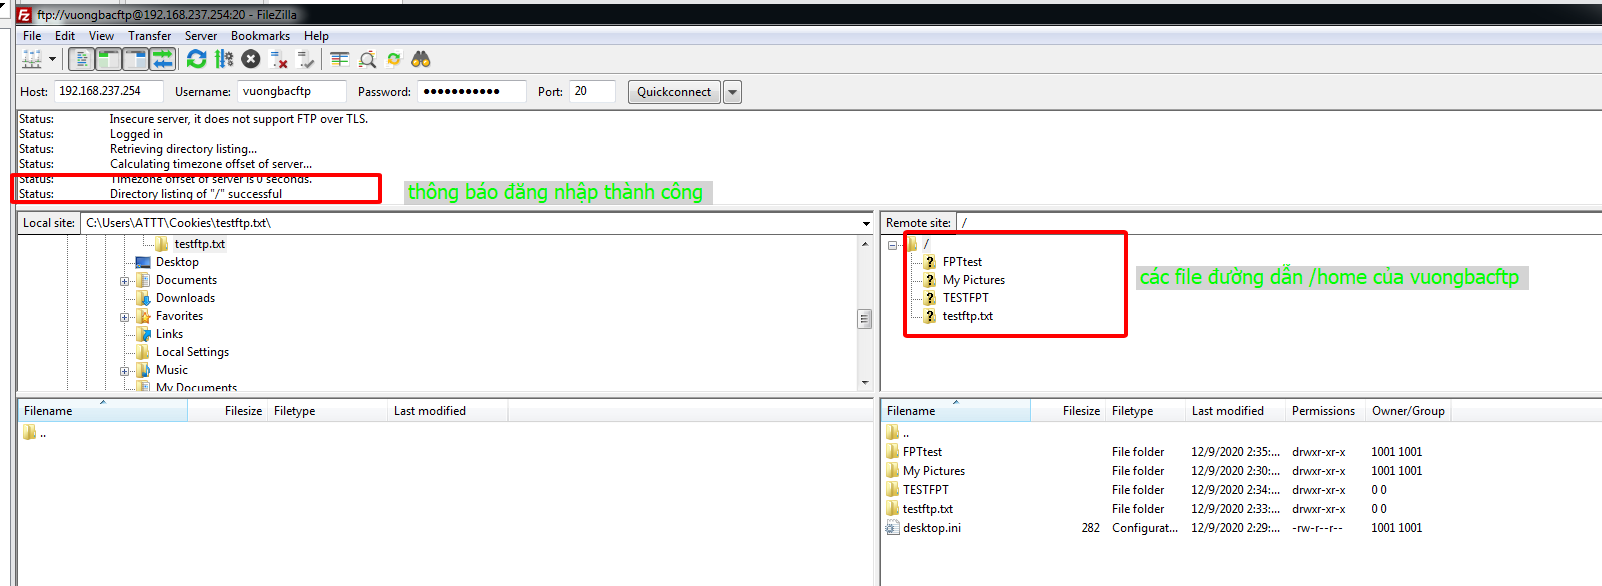 ftp://vuongbacftp@192.168.237.254:20 - FileZilla
File Edit View Transfer Server Bookmarks Help
Host: 192.168.237.254 Username: vuongbacftp Password: ●●●●●●●●●●● Port: 20 Quickconnect
Status: Insecure server, it does not support FTP over TLS.
Status: Logged in
Status: Retrieving directory listing...
Status: Calculating timezone offset of server...
Status: Timezone offset of server is 0 seconds.
Status: Directory listing of "/" successful
thông báo đăng nhập thành công
Local site: C:\Users\ATTT\Cookies\testftp.txt\
testftp.txt
Desktop
Documents
Downloads
Favorites
Links
Local Settings
Music
My Documents
Remote site: /
/
FPTtest
My Pictures
TESTFPT
testftp.txt
các file đường dẫn /home của vuongbacftp
Filename Filesize Filetype Last modified
..
Filename Filesize Filetype Last modified Permissions Owner/Group
..
FPTtest File folder 12/9/2020 2:35:... drwxr-xr-x 1001 1001
My Pictures File folder 12/9/2020 2:30:... drwxr-xr-x 1001 1001
TESTFPT File folder 12/9/2020 2:34:... drwxr-xr-x 0 0
testftp.txt File folder 12/9/2020 2:33:... drwxr-xr-x 0 0
desktop.ini 282 Configurat... 12/9/2020 2:29:... -rw-r--r-- 1001 1001